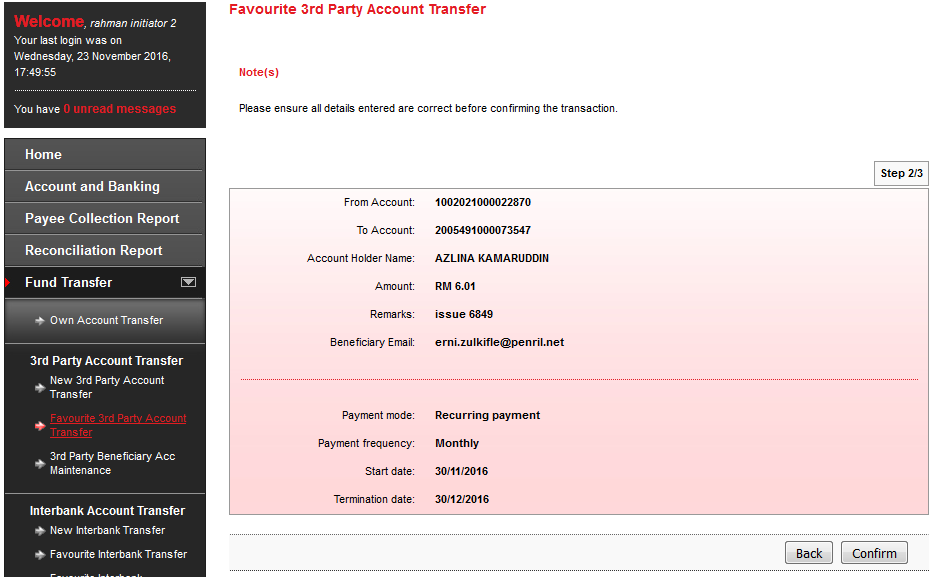 Welcome, rahman initiator 2
Your last login was on
Wednesday, 23 November 2016,
17:49:55
You have 0 unread messages
Home
Account and Banking
Payee Collection Report
Reconciliation Report
Fund Transfer
Own Account Transfer
3rd Party Account Transfer
New 3rd Party Account
Transfer
Favourite 3rd Party Account
Transfer
3rd Party Beneficiary Acc
Maintenance
Interbank Account Transfer
New Interbank Transfer
Favourite Interbank Transfer
Favourite Interbank
Favourite 3rd Party Account Transfer
Note(s)
Please ensure all details entered are correct before confirming the transaction.
Step 2/3
From Account: 1002021000022870
To Account: 2005491000073547
Account Holder Name: AZLINA KAMARUDDIN
Amount: RM 6.01
Remarks: issue 6849
Beneficiary Email: erni.zulkifle@penril.net
Payment mode: Recurring payment
Payment frequency: Monthly
Start date: 30/11/2016
Termination date: 30/12/2016
Back Confirm